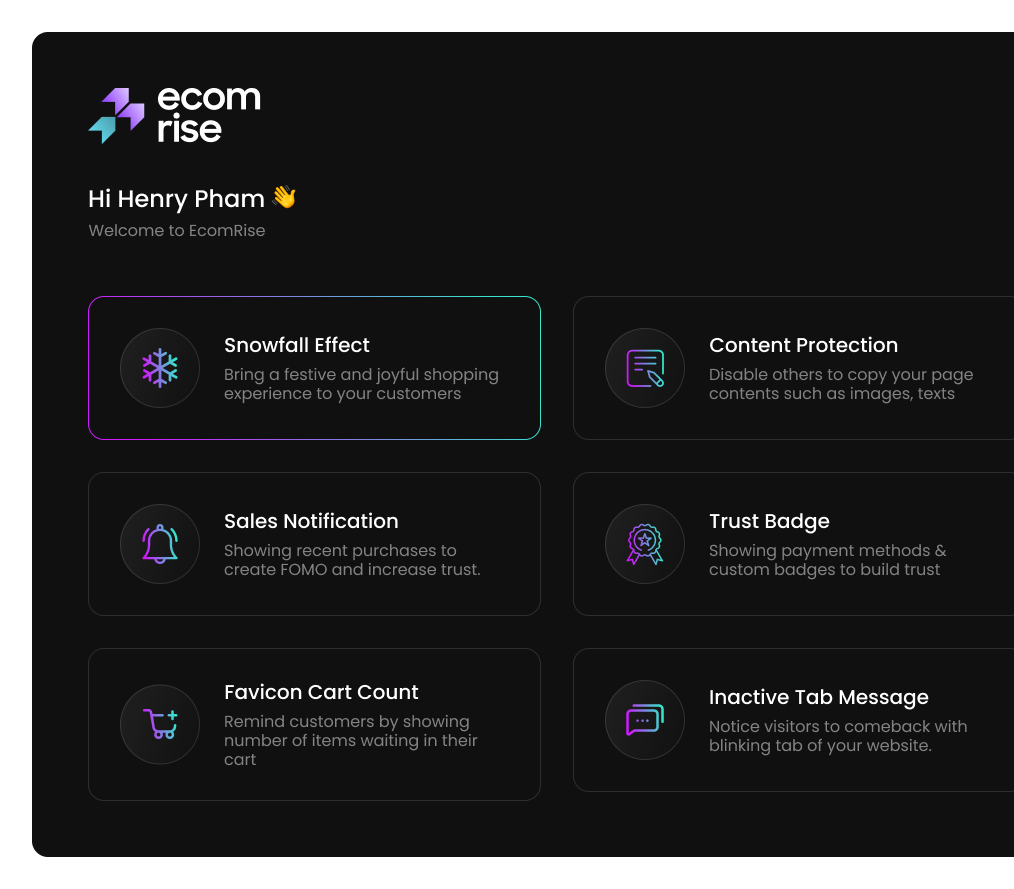 ecom
rise
Hi Henry Pham 👋
Welcome to EcomRise
Snowfall Effect
Bring a festive and joyful shopping
experience to your customers
Content Protection
Disable others to copy your page
contents such as images, texts
Sales Notification
Showing recent purchases to
create FOMO and increase trust.
Trust Badge
Showing payment methods &
custom badges to build trust
Favicon Cart Count
Remind customers by showing
number of items waiting in their
cart
Inactive Tab Message
Notice visitors to comeback with
blinking tab of your website.